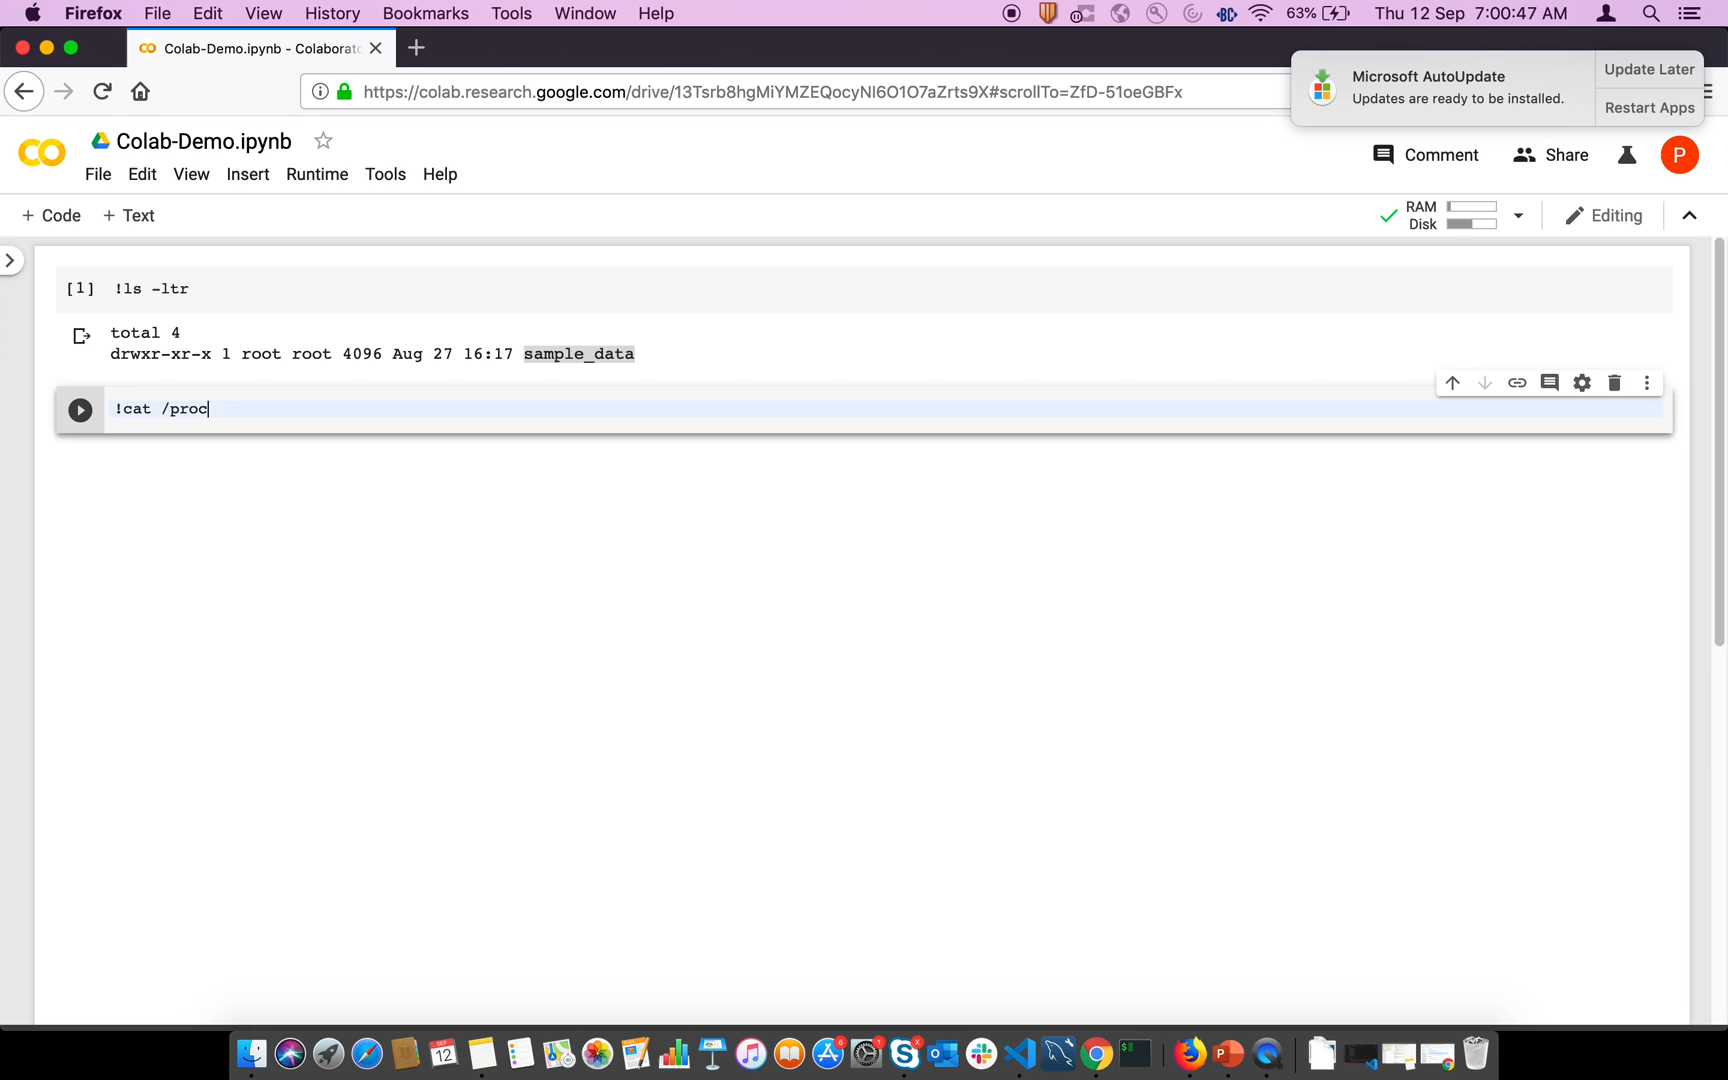 Firefox File Edit View History Bookmarks Tools Window Help 63% Thu 12 Sep 7:00:47 AM
Colab-Demo.ipynb - Colaborato
Microsoft AutoUpdate
Updates are ready to be installed.
Update Later
Restart Apps
https://colab.research.google.com/drive/13Tsrb8hgMiYMZEQocyNl6O1O7aZrts9X#scrollTo=ZfD-51oeGBFx
Colab-Demo.ipynb
Comment Share P
File Edit View Insert Runtime Tools Help
+ Code + Text
RAM
Disk
Editing
[1] !ls -ltr
total 4
drwxr-xr-x 1 root root 4096 Aug 27 16:17 sample_data
!cat /proc